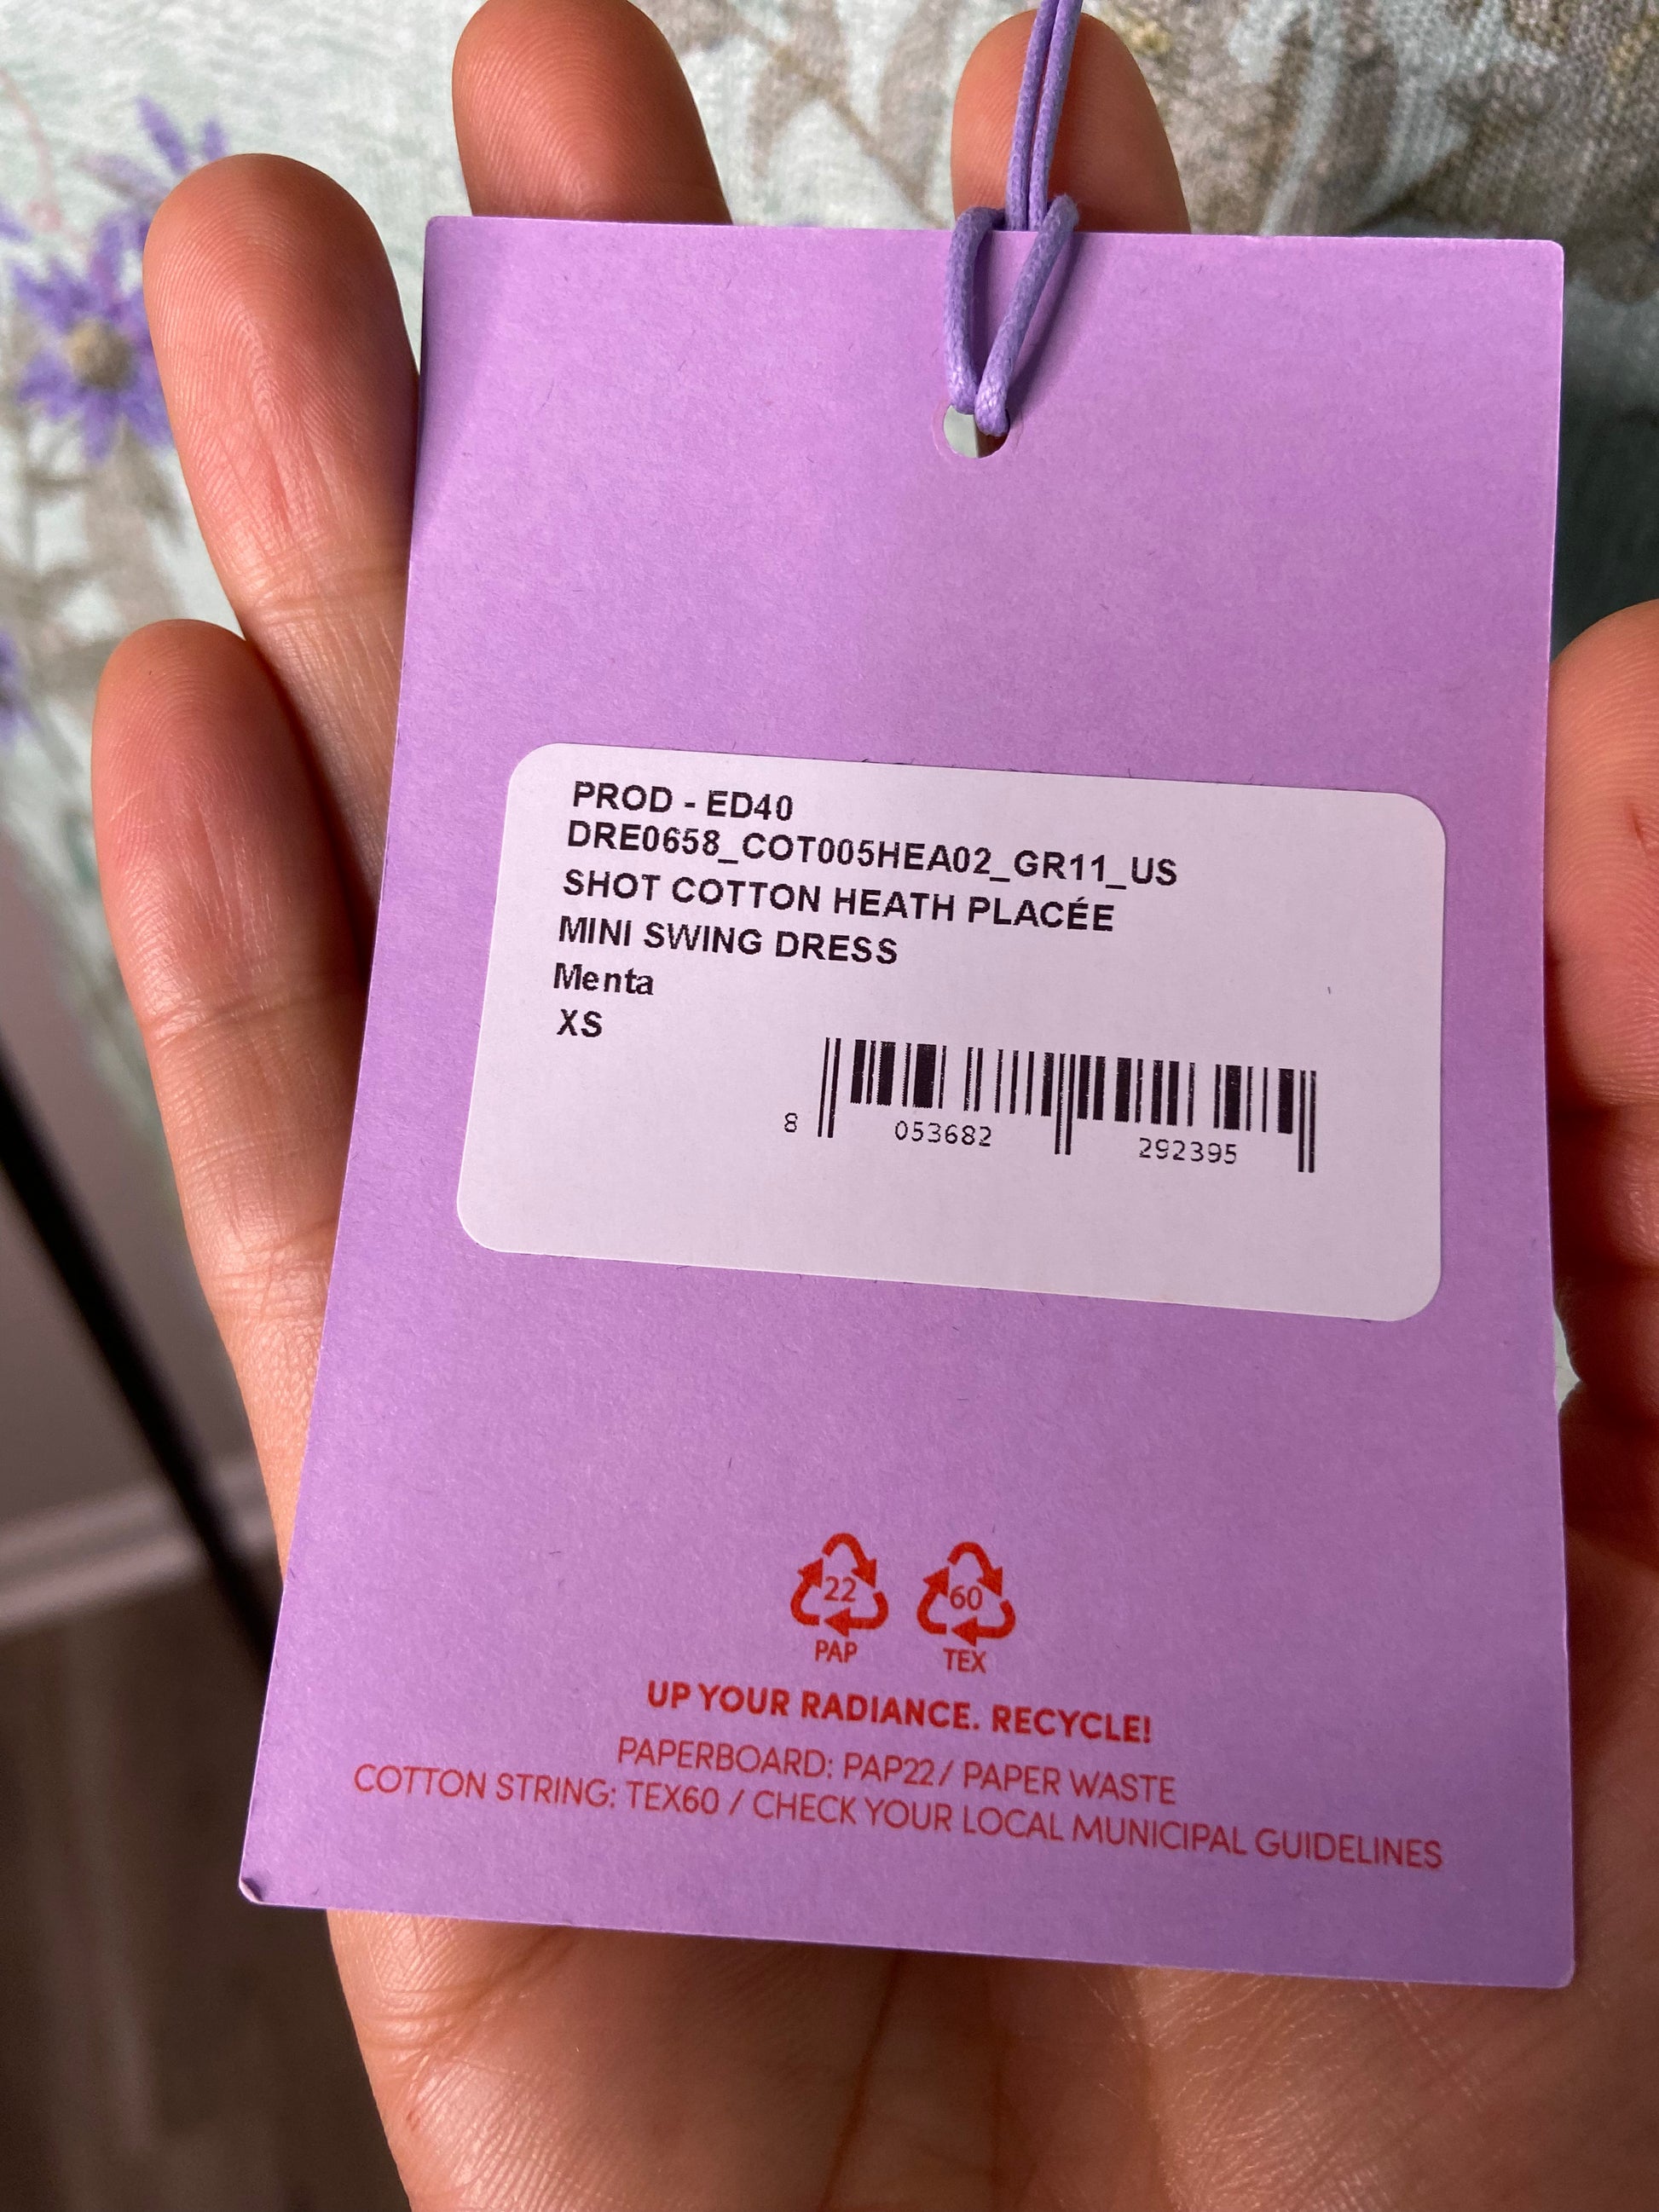 PROD - ED40
DRE0658_COT005HEA02_GR11_US
SHOT COTTON HEATH PLACÉE
MINI SWING DRESS
Menta
XS
8 053682 292395
22 60
PAP TEX
UP YOUR RADIANCE. RECYCLE!
PAPERBOARD: PAP22/ PAPER WASTE
COTTON STRING: TEX60 / CHECK YOUR LOCAL MUNICIPAL GUIDELINES